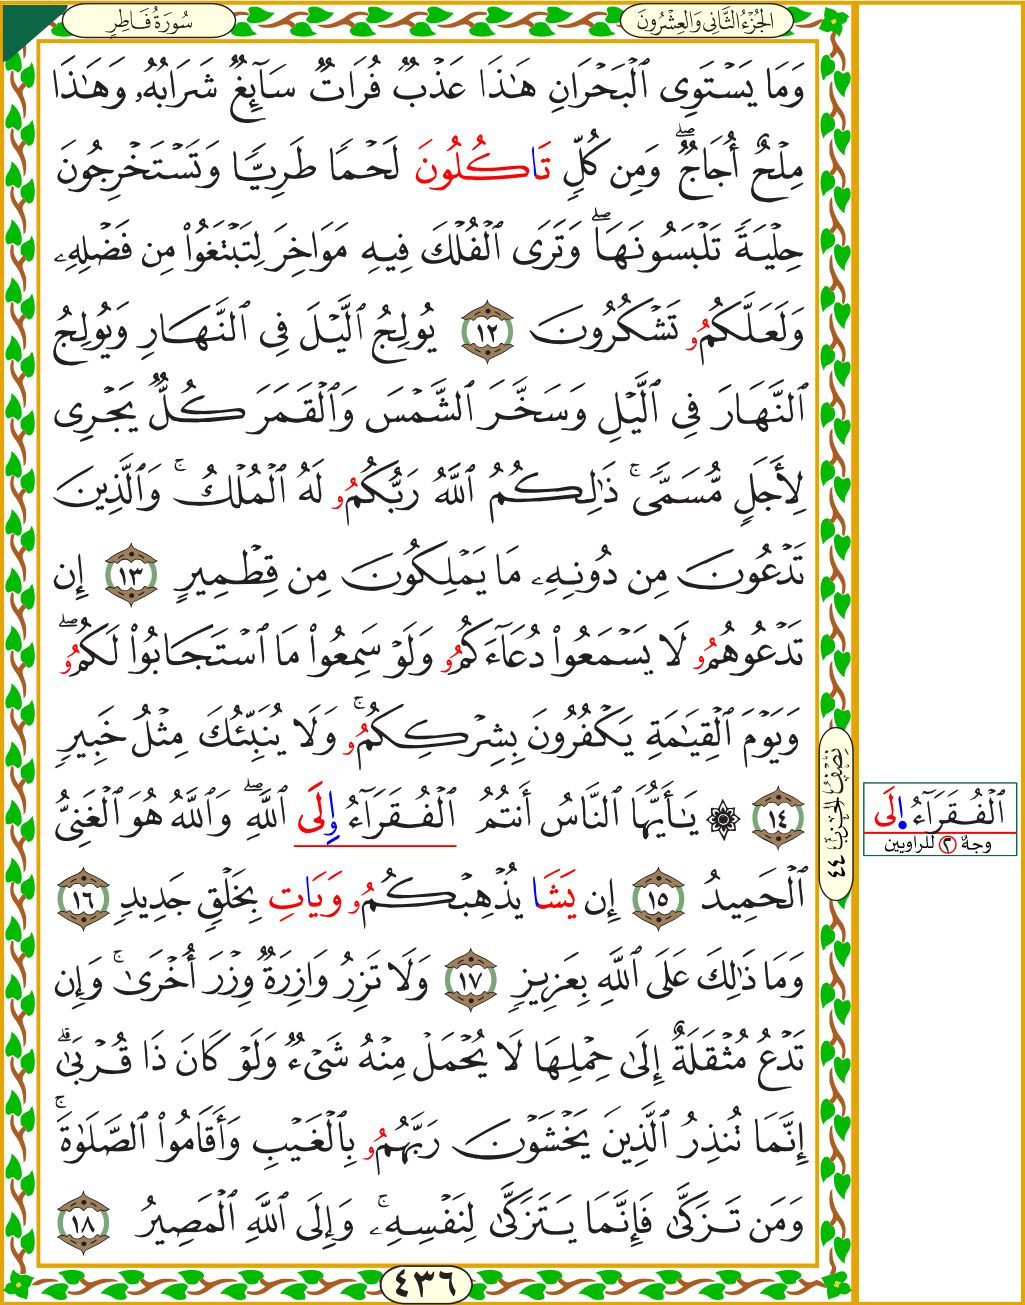 الجُزْءُ الثَّانِي وَالعِشْرُونَ
سُورَةُ فَاطِرٍ
وَمَا يَسْتَوِي ٱلْبَحْرَانِ هَـٰذَا عَذْبٌ فُرَاتٌ سَآئِغٌ شَرَابُهُۥ وَهَـٰذَا
مِلْحٌ أُجَاجٌ ۖ وَمِن كُلٍّ تَاكُلُونَ لَحْمًا طَرِيًّا وَتَسْتَخْرِجُونَ
حِلْيَةً تَلْبَسُونَهَا ۖ وَتَرَى ٱلْفُلْكَ فِيهِ مَوَاخِرَ لِتَبْتَغُوا۟ مِن فَضْلِهِۦ
وَلَعَلَّكُمُۥ تَشْكُرُونَ ١٢ يُولِجُ ٱلَّيْلَ فِى ٱلنَّهَارِ وَيُولِجُ
ٱلنَّهَارَ فِى ٱلَّيْلِ وَسَخَّرَ ٱلشَّمْسَ وَٱلْقَمَرَ كُلٌّ يَجْرِى
لِأَجَلٍ مُّسَمًّى ۚ ذَٰلِكُمُ ٱللَّهُ رَبُّكُمُۥ لَهُ ٱلْمُلْكُ ۚ وَٱلَّذِينَ
تَدْعُونَ مِن دُونِهِۦ مَا يَمْلِكُونَ مِن قِطْمِيرٍ ١٣ إِن
تَدْعُوهُمُۥ لَا يَسْمَعُوا۟ دُعَآءَكُمُۥ وَلَوْ سَمِعُوا۟ مَا ٱسْتَجَابُوا۟ لَكُمُۥ ۖ
وَيَوْمَ ٱلْقِيَـٰمَةِ يَكْفُرُونَ بِشِرْكِكُمُۥ ۚ وَلَا يُنَبِّئُكَ مِثْلُ خَبِيرٍ
١٤ ۞ يَـٰٓأَيُّهَا ٱلنَّاسُ أَنتُمُ ٱلْفُقَرَآءُ وِلَى ٱللَّهِ ۖ وَٱللَّهُ هُوَ ٱلْغَنِىُّ
ٱلْحَمِيدُ ١٥ إِن يَشَا يُذْهِبْكُمُۥ وَيَاتِ بِخَلْقٍ جَدِيدٍ ١٦
وَمَا ذَٰلِكَ عَلَى ٱللَّهِ بِعَزِيزٍ ١٧ وَلَا تَزِرُ وَازِرَةٌ وِزْرَ أُخْرَىٰ ۚ وَإِن
تَدْعُ مُثْقَلَةٌ إِلَىٰ حِمْلِهَا لَا يُحْمَلْ مِنْهُ شَىْءٌ وَلَوْ كَانَ ذَا قُرْبَىٰٓ ۗ
إِنَّمَا تُنذِرُ ٱلَّذِينَ يَخْشَوْنَ رَبَّهُمُۥ بِٱلْغَيْبِ وَأَقَامُوا۟ ٱلصَّلَوٰةَ ۚ
وَمَن تَزَكَّىٰ فَإِنَّمَا يَتَزَكَّىٰ لِنَفْسِهِۦ ۚ وَإِلَى ٱللَّهِ ٱلْمَصِيرُ ١٨
نِصْفُ الحِزْبِ ٤٤
ٱلْفُقَرَآءُ اِ۬لَى
وجهٌ ٢ للراويين
٤٣٦